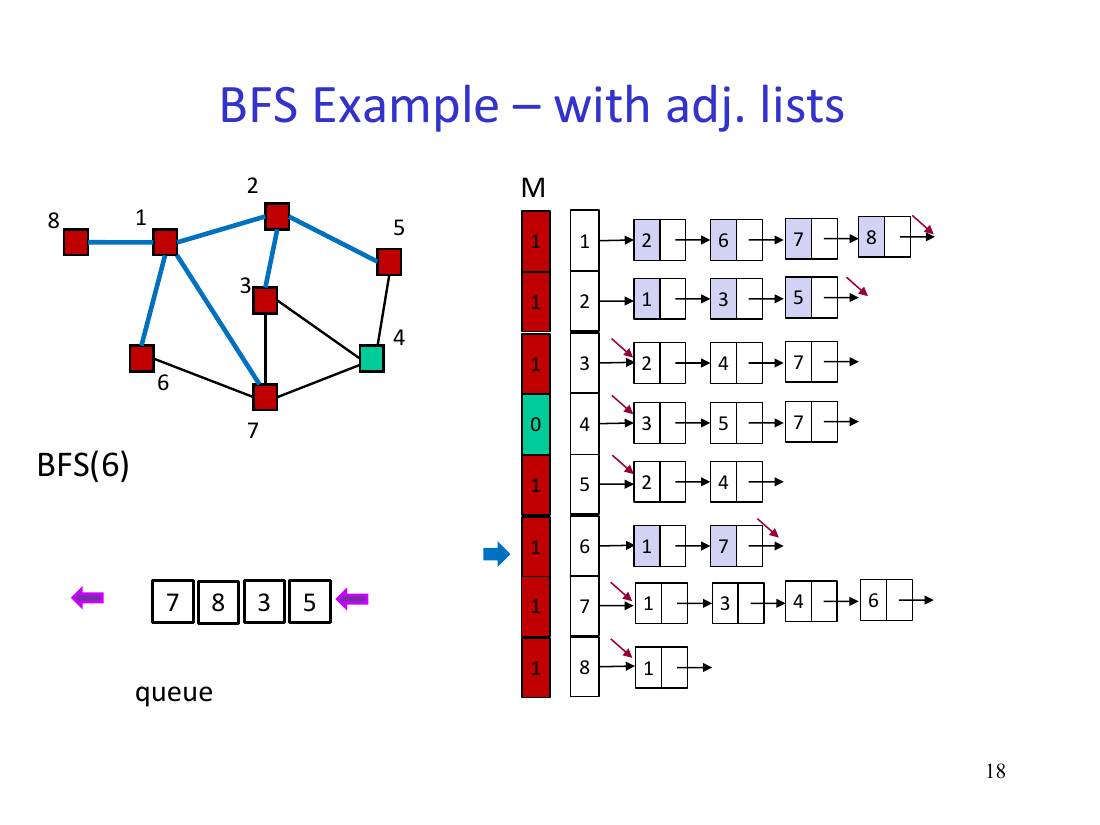 BFS Example – with adj. lists
M
2
8
1
5
3
4
6
7
BFS(6)
7 8 3 5
queue
1 1 2 6 7 8
1 2 1 3 5
1 3 2 4 7
0 4 3 5 7
1 5 2 4
1 6 1 7
1 7 1 3 4 6
1 8 1
18